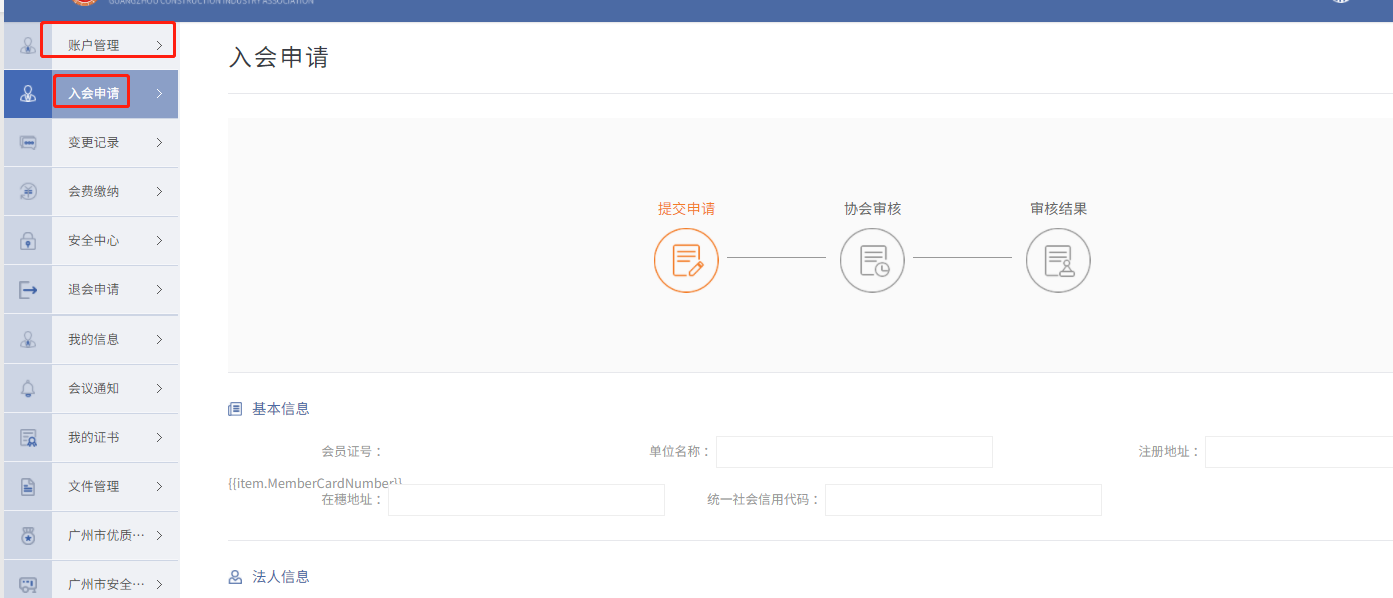 GUANGZHOU CONSTRUCTION INDUSTRY ASSOCIATION
账户管理
入会申请
变更记录
会费缴纳
安全中心
退会申请
我的信息
会议通知
我的证书
文件管理
广州市优质···
广州市安全···
入会申请
提交申请 协会审核 审核结果
基本信息
会员证号： 单位名称： 注册地址：
{{item.MemberCardNumber}}
在穗地址： 统一社会信用代码：
法人信息